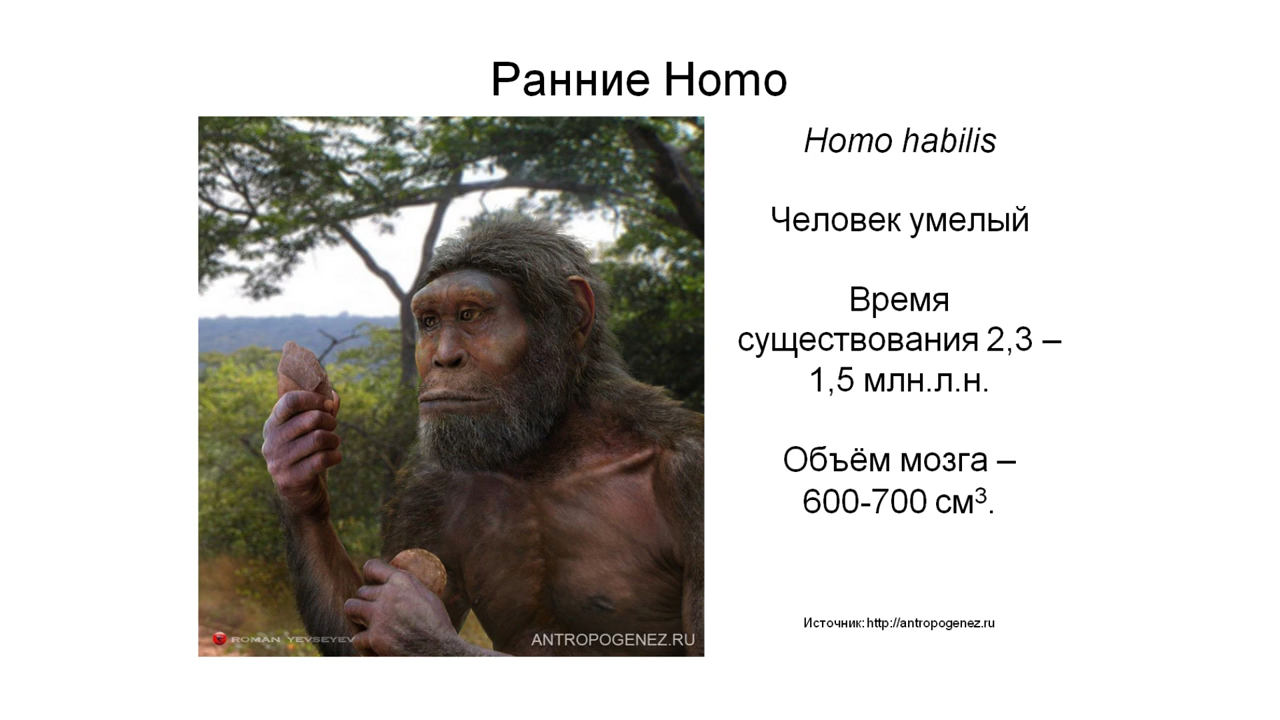 Ранние Homo
Homo habilis
Человек умелый
Время
существования 2,3 –
1,5 млн.л.н.
Объём мозга –
600-700 см³.
Источник: http://antropogenez.ru
ROMAN YEVSEYEV
ANTROPOGENEZ.RU